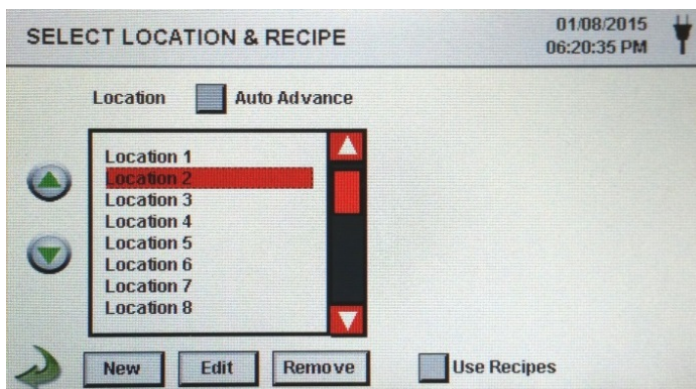 SELECT LOCATION & RECIPE
01/08/2015
06:20:35 PM
Location Auto Advance
Location 1
Location 2
Location 3
Location 4
Location 5
Location 6
Location 7
Location 8
New Edit Remove Use Recipes